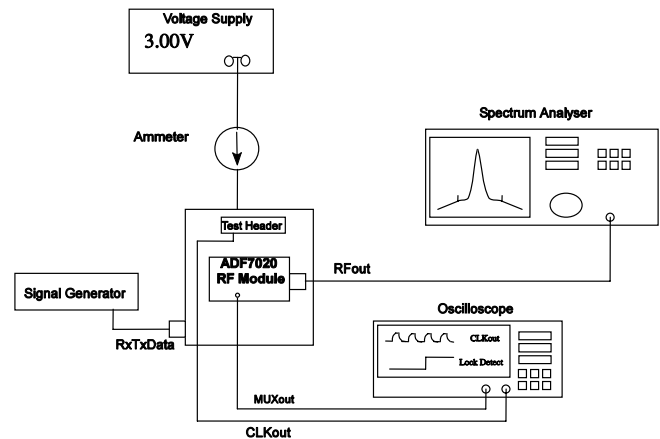 Voltage Supply
3.00V
Spectrum Analyser
Ammeter
Test Header
ADF7020
RF Module
RFout
Signal Generator
Oscilloscope
CLKout
Lock Detect
RxTxData
MUXout
CLKout